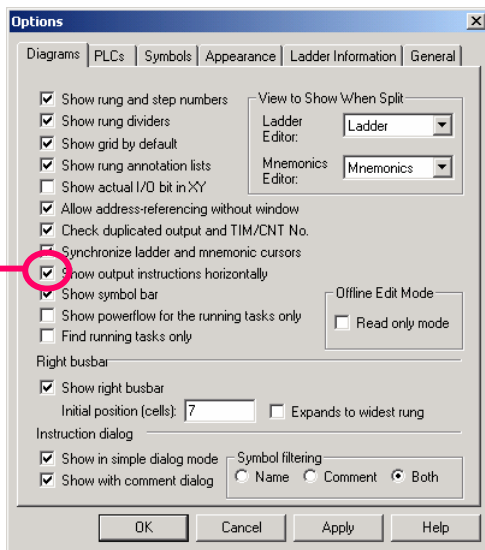 Options
Diagrams PLCs Symbols Appearance Ladder Information General
Show rung and step numbers
Show rung dividers
Show grid by default
Show rung annotation lists
Show actual I/O bit in XY
Allow address-referencing without window
Check duplicated output and TIM/CNT No.
Synchronize ladder and mnemonic cursors
Show output instructions horizontally
Show symbol bar
Show powerflow for the running tasks only
Find running tasks only
View to Show When Split
Ladder Editor: Ladder
Mnemonics Editor: Mnemonics
Offline Edit Mode
Read only mode
Right busbar
Show right busbar
Initial position (cells): 7 Expands to widest rung
Instruction dialog
Show in simple dialog mode
Show with comment dialog
Symbol filtering
Name Comment Both
OK Cancel Apply Help